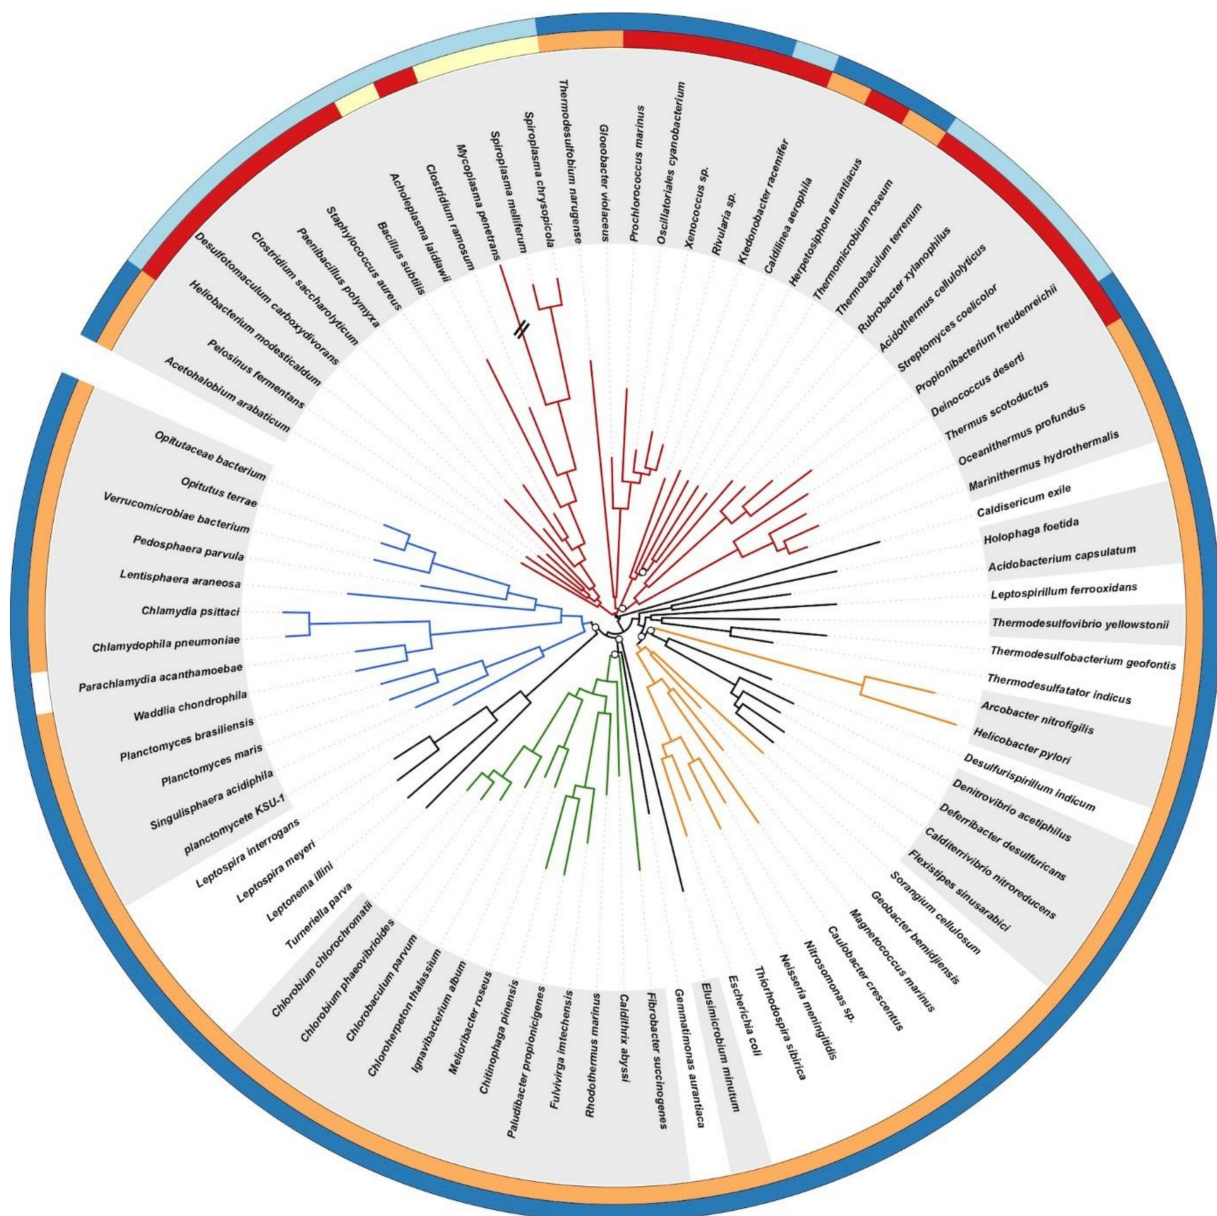 Thermodesulfobium narugense
Gloeobacter violaceus
Prochlorococcus marinus
Oscillatoriales cyanobacterium
Xenococcus sp.
Rivularia sp.
Ktedonobacter racemifer
Caldilinea aerophila
Herpetosiphon aurantiacus
Thermomicrobium roseum
Thermobaculum terrenum
Rubrobacter xylanophilus
Acidothermus cellulolyticus
Streptomyces coelicolor
Propionibacterium freudenreichii
Deinococcus deserti
Thermus scotoductus
Oceanithermus profundus
Marinithermus hydrothermalis
Caldisericum exile
Holophaga foetida
Acidobacterium capsulatum
Leptospirillum ferrooxidans
Thermodesulfovibrio yellowstonii
Thermodesulfobacterium geofontis
Thermodesulfatator indicus
Arcobacter nitrofigilis
Helicobacter pylori
Desulfurispirillum indicum
Denitrovibrio acetiphilus
Deferribacter desulfuricans
Calditerrivibrio nitroreducens
Flexistipes sinusarabici
Sorangium cellulosum
Geobacter bemidjiensis
Magnetococcus marinus
Caulobacter crescentus
Nitrosomonas sp.
Neisseria meningitidis
Thiorhodospira sibirica
Escherichia coli
Elusimicrobium minutum
Gemmatimonas aurantiaca
Fibrobacter succinogenes
Caldithrix abyssi
Rhodothermus marinus
Fulvivirga imtechensis
Paludibacter propionicigenes
Chitinophaga pinensis
Melioribacter roseus
Ignavibacterium album
Chloroherpeton thalassium
Chlorobaculum parvum
Chlorobium phaeovibrioides
Chlorobium chlorochromatii
Turneriella parva
Leptonema illini
Leptospira meyeri
Leptospira interrogans
planctomycete KSU-1
Singulisphaera acidiphila
Planctomyces maris
Planctomyces brasiliensis
Waddlia chondrophila
Parachlamydia acanthamoebae
Chlamydophila pneumoniae
Chlamydia psittaci
Lentisphaera araneosa
Pedosphaera parvula
Verrucomicrobiae bacterium
Opitutus terrae
Opitutaceae bacterium
Acetohalobium arabaticum
Pelosinus fermentans
Heliobacterium modesticaldum
Desulfotomaculum carboxydivorans
Clostridium saccharolyticum
Paenibacillus polymyxa
Staphylococcus aureus
Bacillus subtilis
Acholeplasma laidlawii
Clostridium ramosum
Mycoplasma penetrans
Spiroplasma melliferum
Spiroplasma chrysopicola